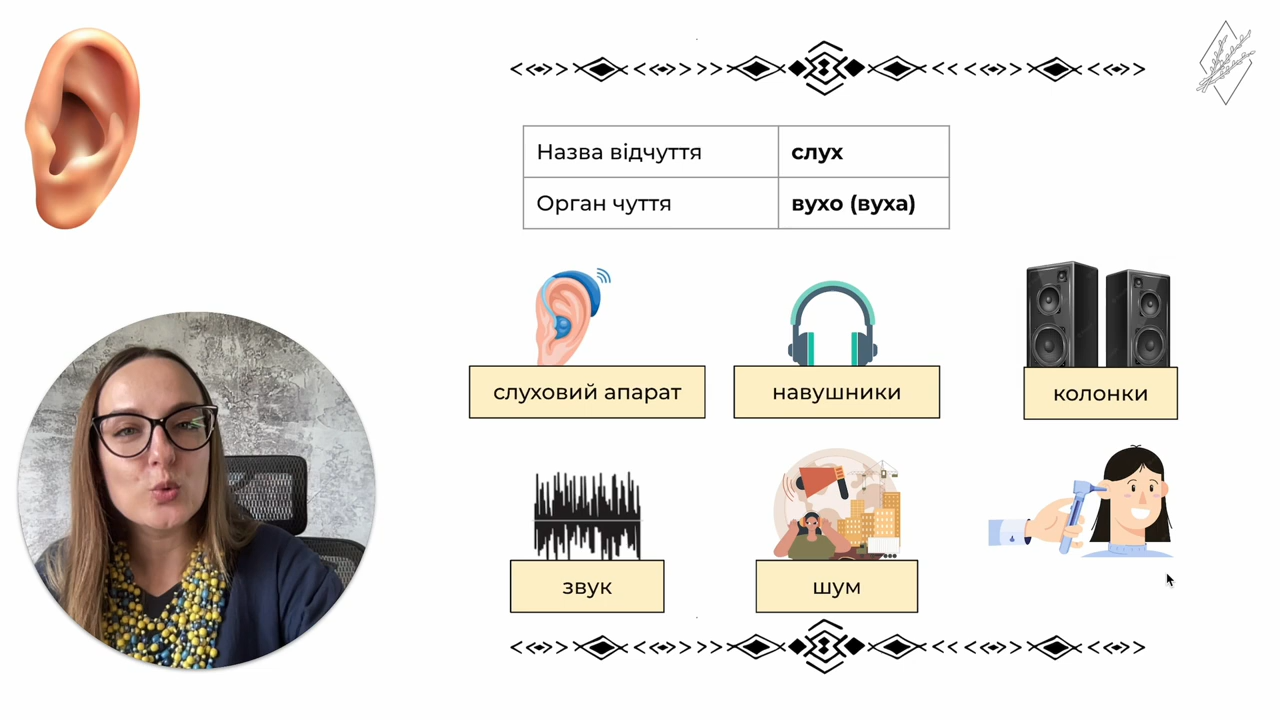 Назва відчуття слух
Орган чуття вухо (вуха)
слуховий апарат навушники колонки
звук шум